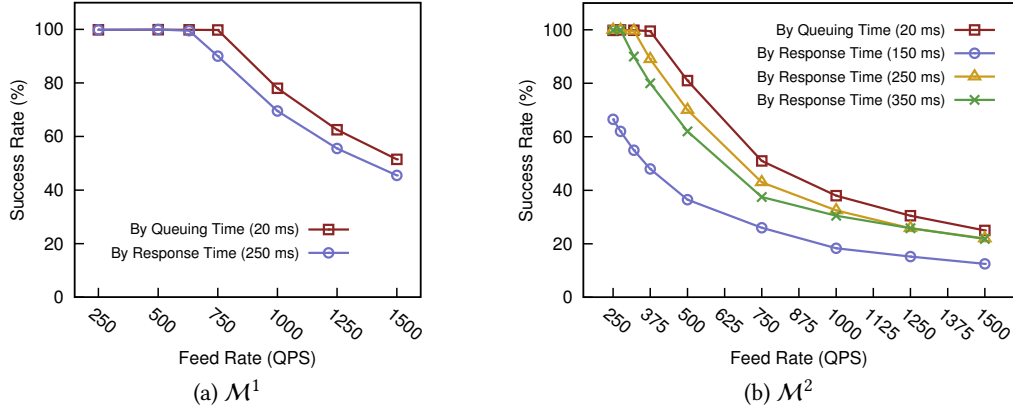 100
80
60
40
20
0
Success Rate (%)
By Queuing Time (20 ms)
By Response Time (250 ms)
250
500
750
1000
1250
1500
Feed Rate (QPS)
(a) M¹
100
80
60
40
20
0
Success Rate (%)
By Queuing Time (20 ms)
By Response Time (150 ms)
By Response Time (250 ms)
By Response Time (350 ms)
250
375
500
625
750
875
1000
1125
1250
1375
1500
Feed Rate (QPS)
(b) M²